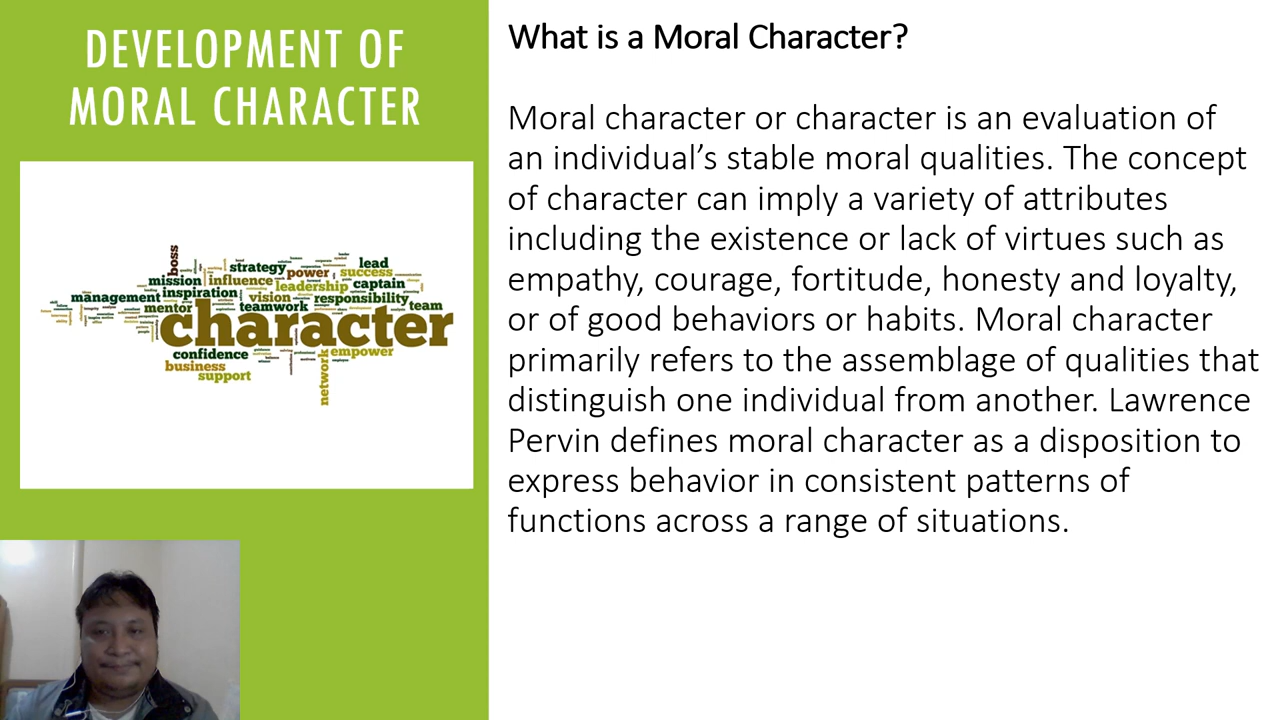 DEVELOPMENT OF
MORAL CHARACTER
What is a Moral Character?
Moral character or character is an evaluation of
an individual’s stable moral qualities. The concept
of character can imply a variety of attributes
including the existence or lack of virtues such as
empathy, courage, fortitude, honesty and loyalty,
or of good behaviors or habits. Moral character
primarily refers to the assemblage of qualities that
distinguish one individual from another. Lawrence
Pervin defines moral character as a disposition to
express behavior in consistent patterns of
functions across a range of situations.
boss
strategy
lead
power
success
mission
influence
leadership
captain
management
inspiration
vision
responsibility
mentor
teamwork
team
character
confidence
empower
business
support
network